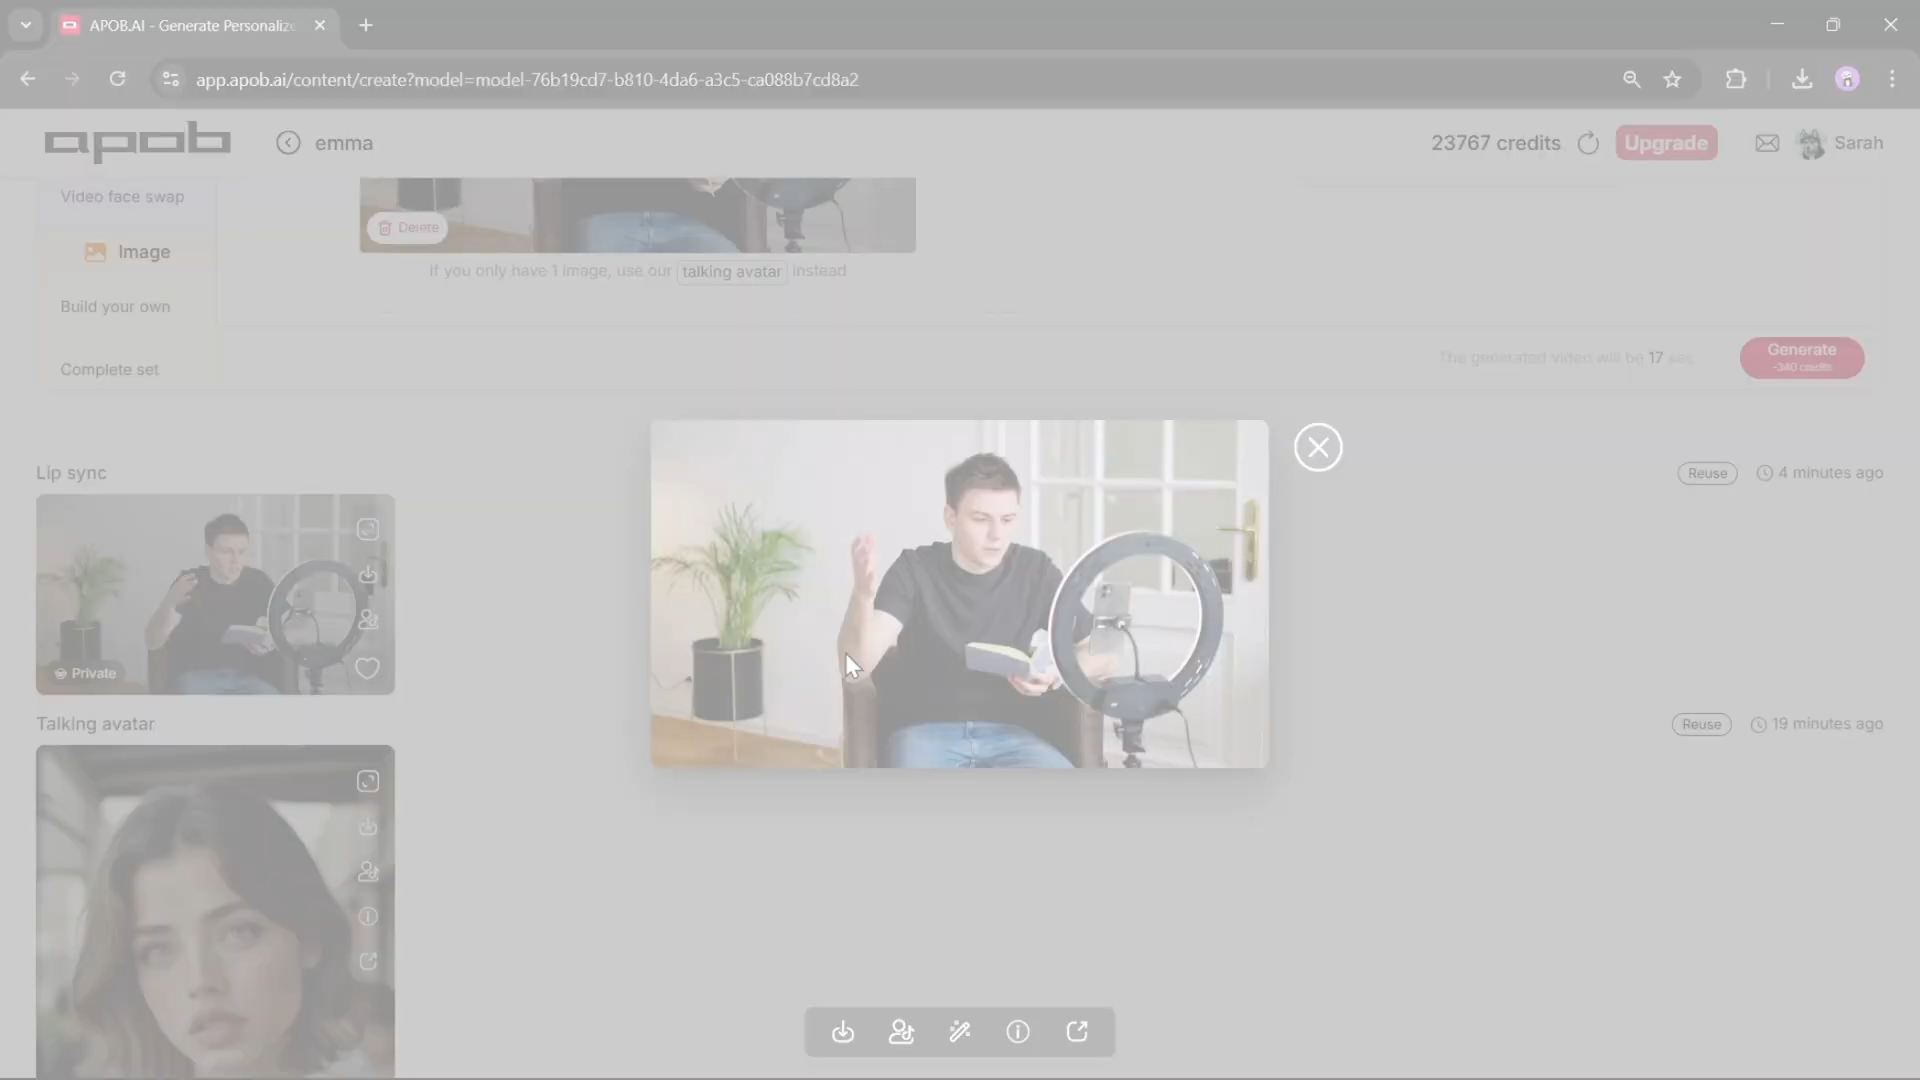 APOB.AI - Generate Personalize
app.apob.ai/content/create?model=model-76b19cd7-b810-4da6-a3c5-ca088b7cd8a2
apob
emma
23767 credits
Upgrade
Sarah
Video face swap
Delete
Image
If you only have 1 image, use our talking avatar instead
Build your own
Complete set
The generated video will be 17 sec
Generate
-340 credits
Lip sync
Reuse
4 minutes ago
Private
Talking avatar
Reuse
19 minutes ago